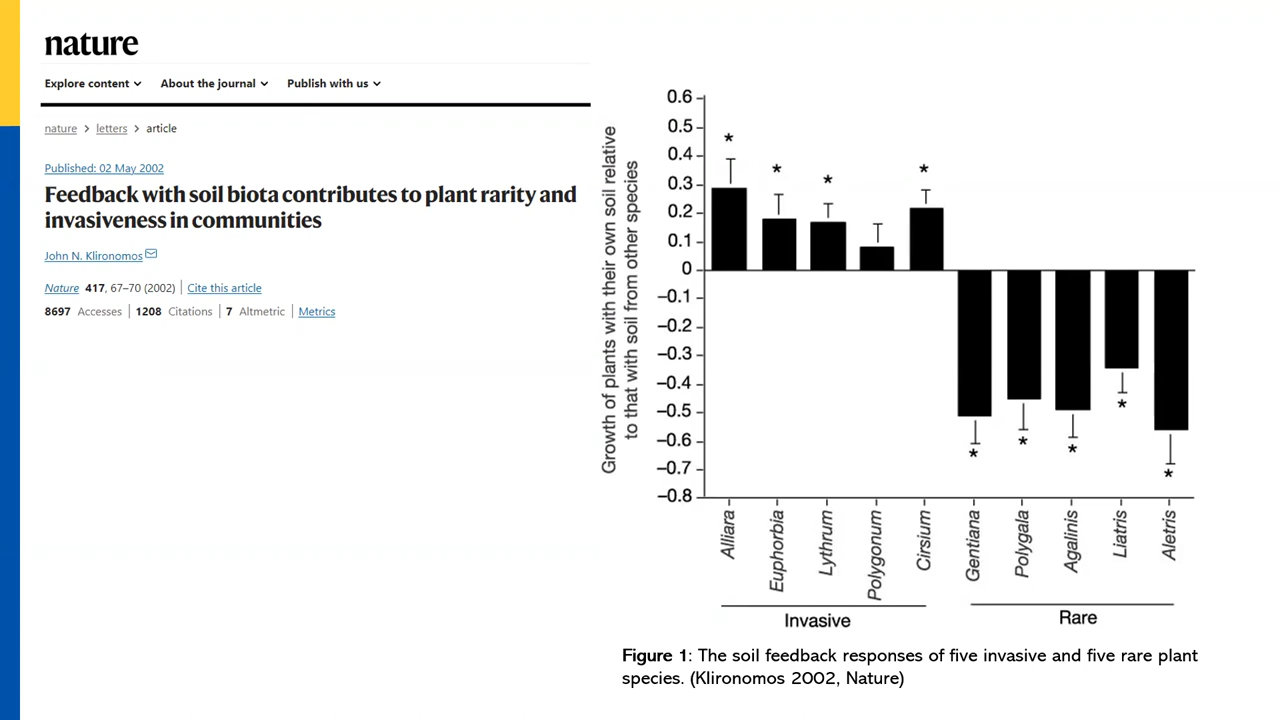 nature
Explore content
About the journal
Publish with us
nature > letters > article
Published: 02 May 2002
Feedback with soil biota contributes to plant rarity and
invasiveness in communities
John N. Klironomos
Nature 417, 67–70 (2002) | Cite this article
8697 Accesses | 1208 Citations | 7 Altmetric | Metrics
Growth of plants with their own soil relative
to that with soil from other species
0.6
0.5
0.4
0.3
0.2
0.1
0
−0.1
−0.2
−0.3
−0.4
−0.5
−0.6
−0.7
−0.8
*
*
*
*
*
*
*
*
*
Alliara
Euphorbia
Lythrum
Polygonum
Cirsium
Gentiana
Polygala
Agalinis
Liatris
Aletris
Invasive
Rare
Figure 1: The soil feedback responses of five invasive and five rare plant
species. (Klironomos 2002, Nature)